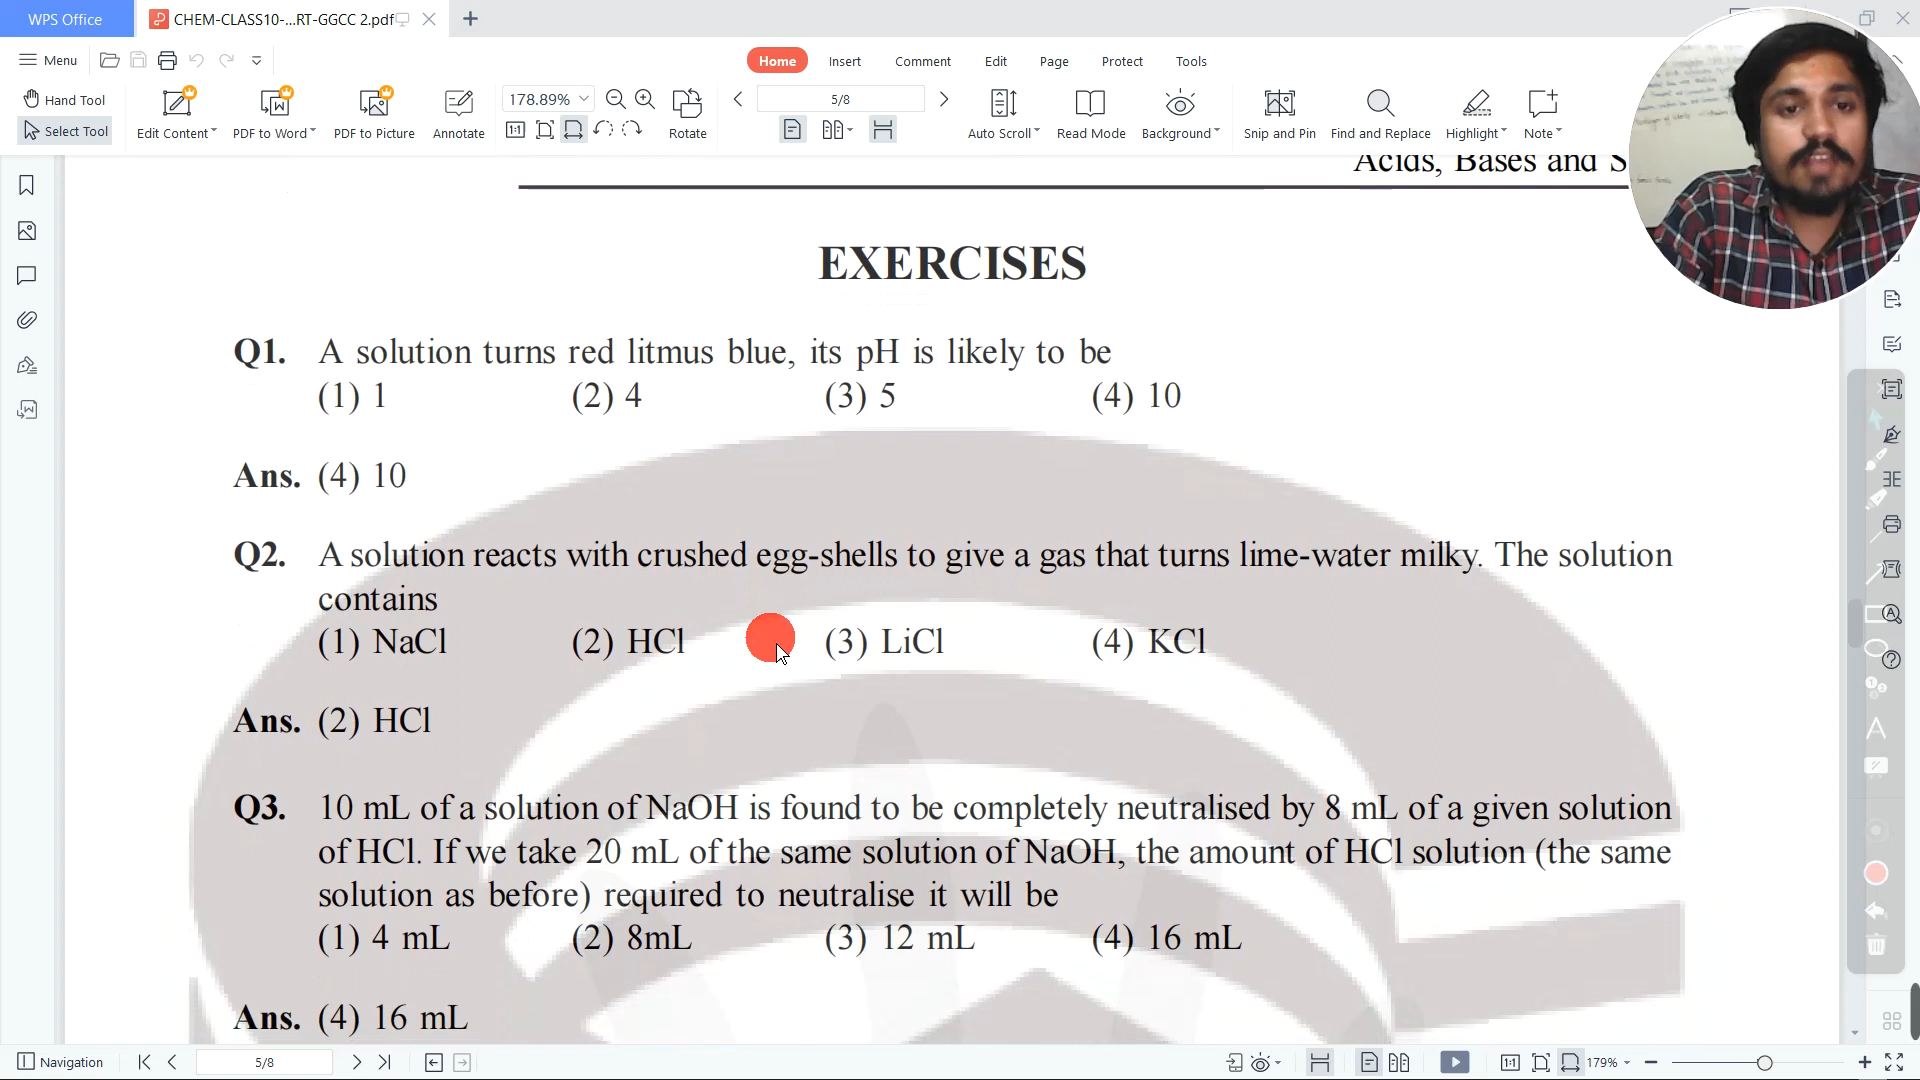 WPS Office
CHEM-CLASS10-...RT-GGCC 2.pdf
Menu
Home Insert Comment Edit Page Protect Tools
Hand Tool
Select Tool
Edit Content
PDF to Word
PDF to Picture
Annotate
178.89%
1:1
Rotate
5/8
Auto Scroll
Read Mode
Background
Snip and Pin
Find and Replace
Highlight
Note
Acids, Bases and S
EXERCISES
Q1. A solution turns red litmus blue, its pH is likely to be
(1) 1 (2) 4 (3) 5 (4) 10
Ans. (4) 10
Q2. A solution reacts with crushed egg-shells to give a gas that turns lime-water milky. The solution
contains
(1) NaCl (2) HCl (3) LiCl (4) KCl
Ans. (2) HCl
Q3. 10 mL of a solution of NaOH is found to be completely neutralised by 8 mL of a given solution
of HCl. If we take 20 mL of the same solution of NaOH, the amount of HCl solution (the same
solution as before) required to neutralise it will be
(1) 4 mL (2) 8mL (3) 12 mL (4) 16 mL
Ans. (4) 16 mL
Navigation 5/8 1:1 179%